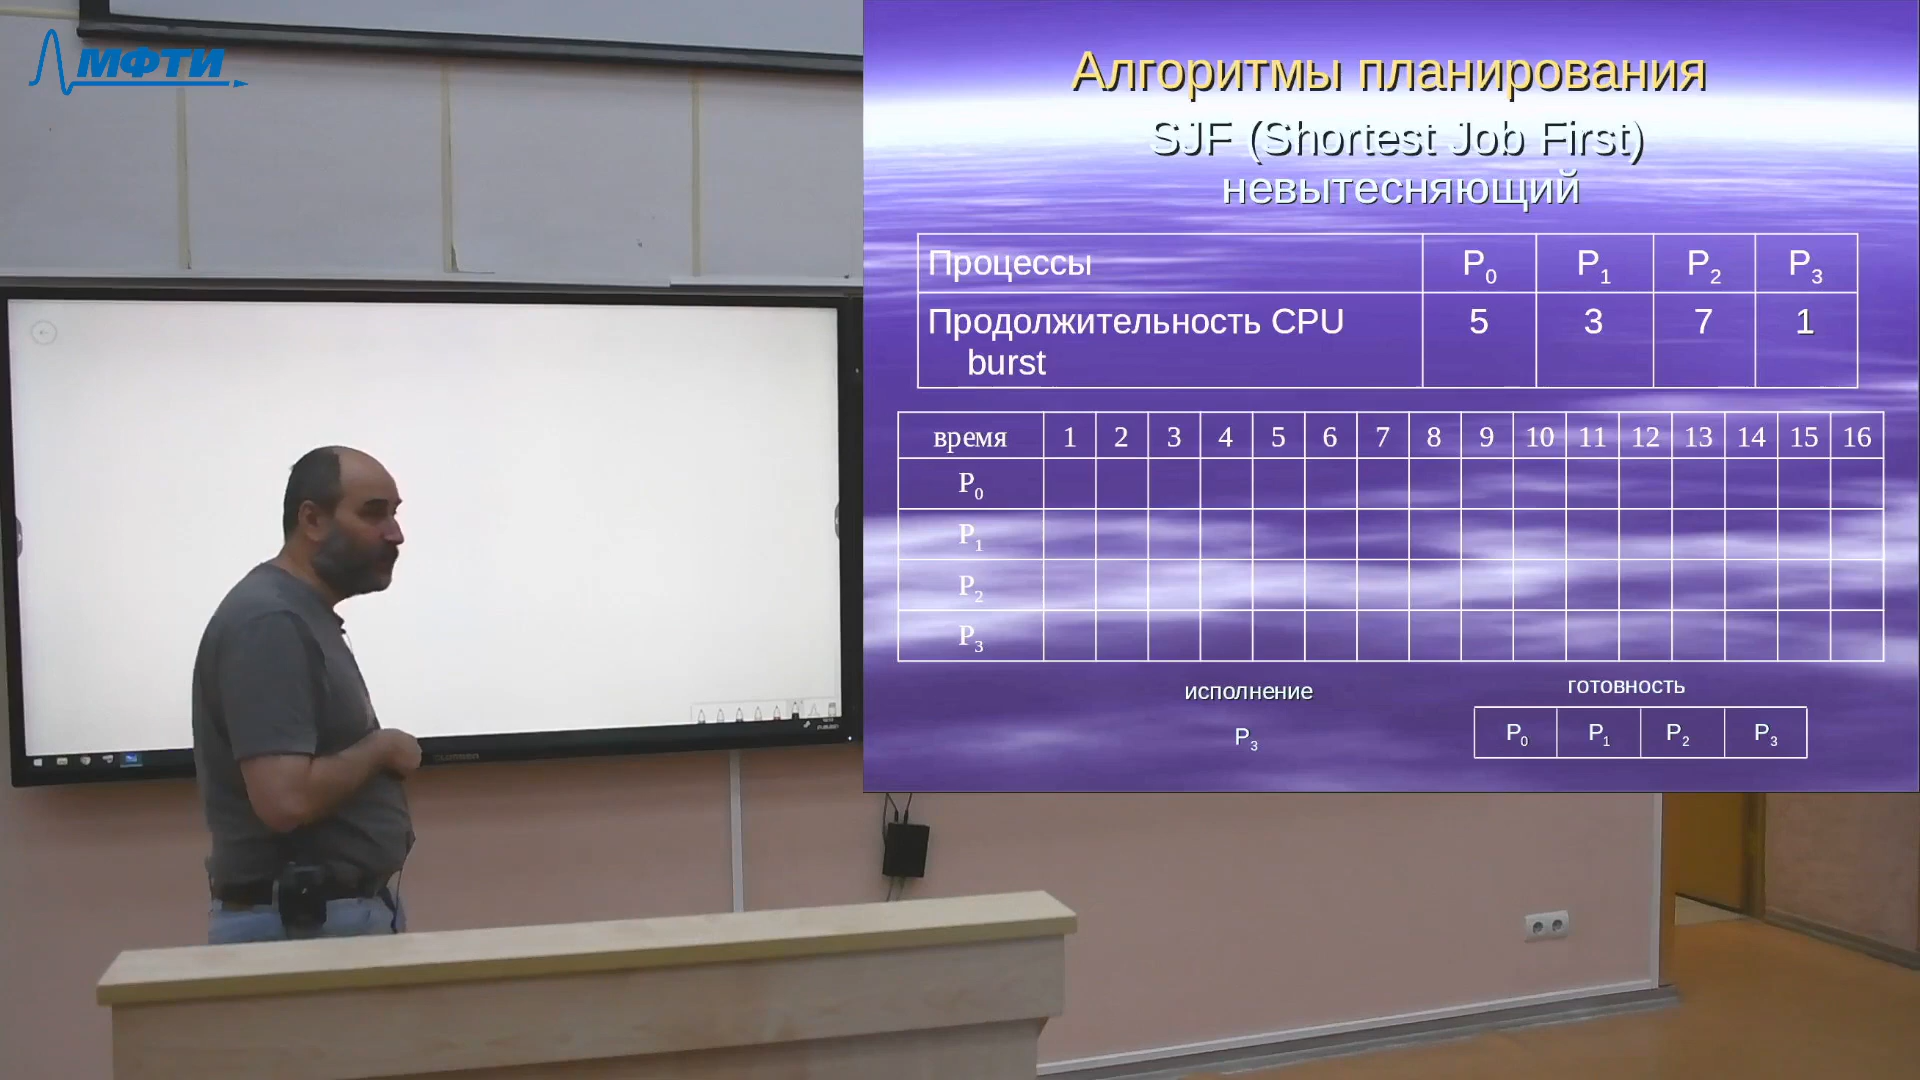 МФТИ
Алгоритмы планирования
SJF (Shortest Job First)
невытесняющий
Процессы P0 P1 P2 P3
Продолжительность CPU 5 3 7 1
burst
время 1 2 3 4 5 6 7 8 9 10 11 12 13 14 15 16
P0
P1
P2
P3
исполнение готовность
P3 P0 P1 P2 P3